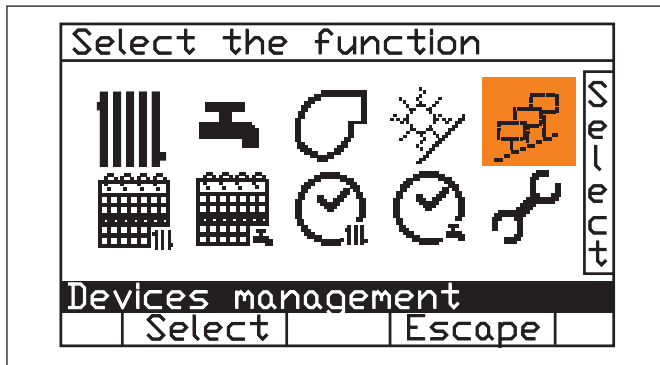 Select the function
Select
Devices management
Select Escape